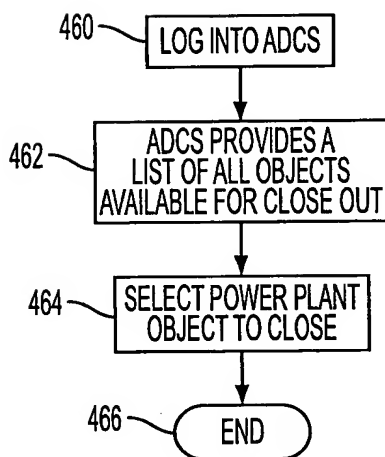 460
LOG INTO ADCS
462
ADCS PROVIDES A
LIST OF ALL OBJECTS
AVAILABLE FOR CLOSE OUT
464
SELECT POWER PLANT
OBJECT TO CLOSE
466
END